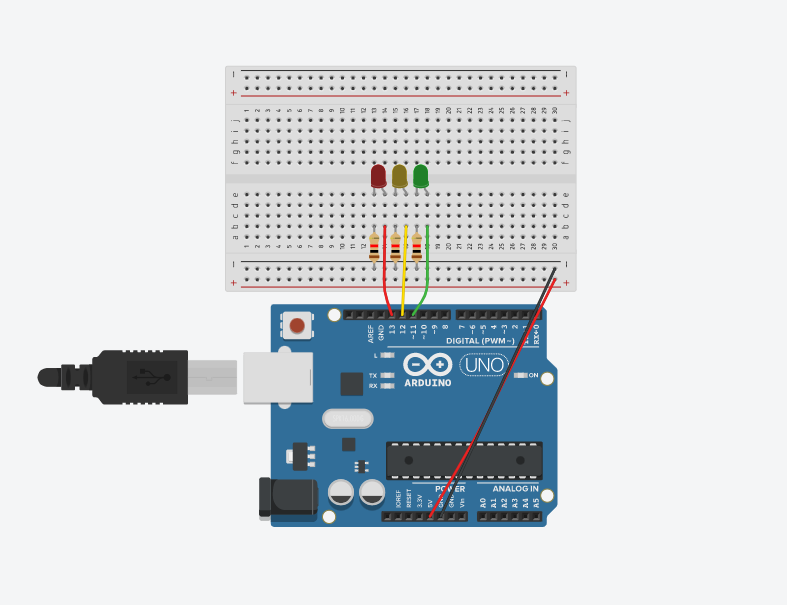 − −
+ +
1 2 3 4 5 6 7 8 9 10 11 12 13 14 15 16 17 18 19 20 21 22 23 24 25 26 27 28 29 30
j j
i i
h h
g g
f f
e e
d d
c c
b b
a a
1 2 3 4 5 6 7 8 9 10 11 12 13 14 15 16 17 18 19 20 21 22 23 24 25 26 27 28 29 30
− −
+ +
AREF GND 13 12 ~11 ~10 ~9 8 7 ~6 ~5 4 ~3 2 RX←0
DIGITAL (PWM~)
L
TX
RX
ARDUINO
UNO
ON
POWER
ANALOG IN
IOREF RESET 3.3V 5V GND Vin A0 A1 A2 A3 A4 A5